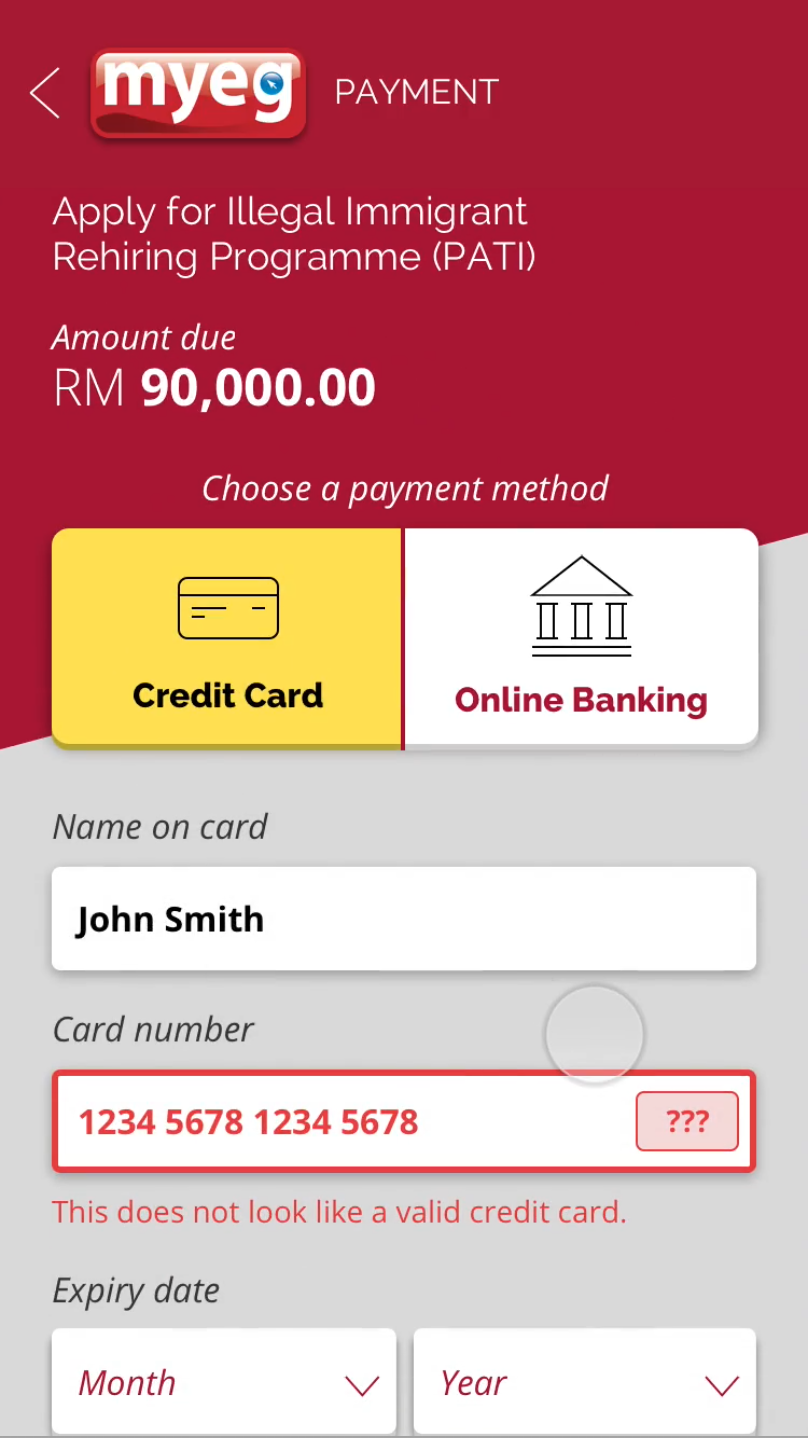 myeg
PAYMENT
Apply for Illegal Immigrant
Rehiring Programme (PATI)
Amount due
RM 90,000.00
Choose a payment method
Credit Card
Online Banking
Name on card
John Smith
Card number
1234 5678 1234 5678
???
This does not look like a valid credit card.
Expiry date
Month
Year